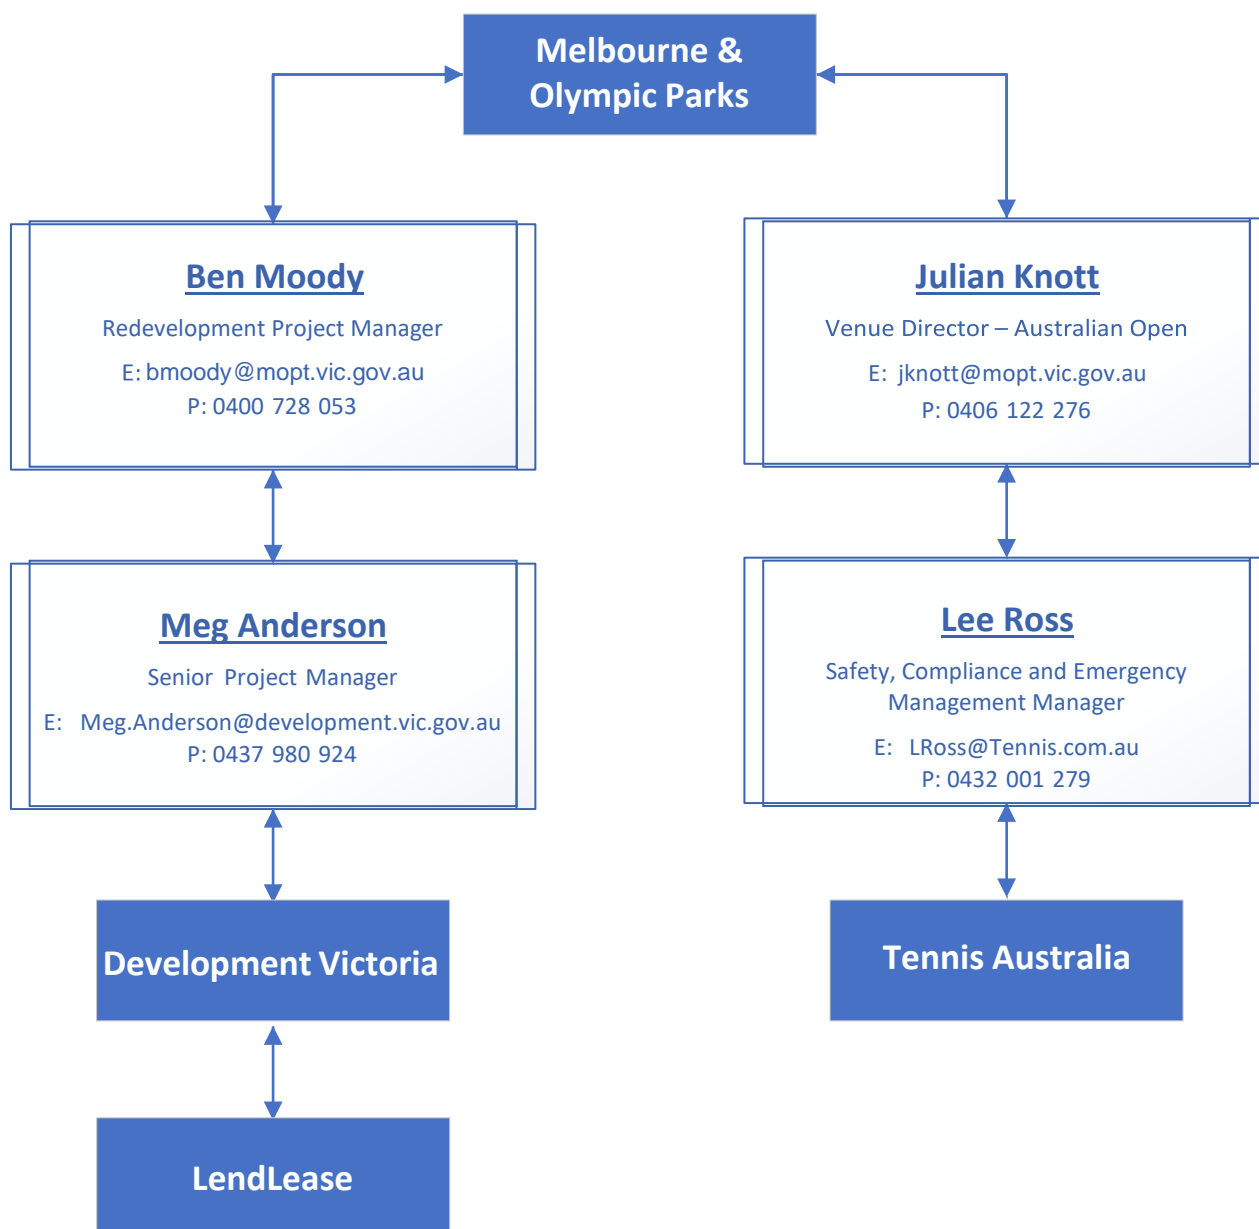 Melbourne &
Olympic Parks
Ben Moody
Redevelopment Project Manager
E: bmoody@mopt.vic.gov.au
P: 0400 728 053
Julian Knott
Venue Director – Australian Open
E: jknott@mopt.vic.gov.au
P: 0406 122 276
Meg Anderson
Senior Project Manager
E: Meg.Anderson@development.vic.gov.au
P: 0437 980 924
Lee Ross
Safety, Compliance and Emergency
Management Manager
E: LRoss@Tennis.com.au
P: 0432 001 279
Development Victoria
Tennis Australia
LendLease